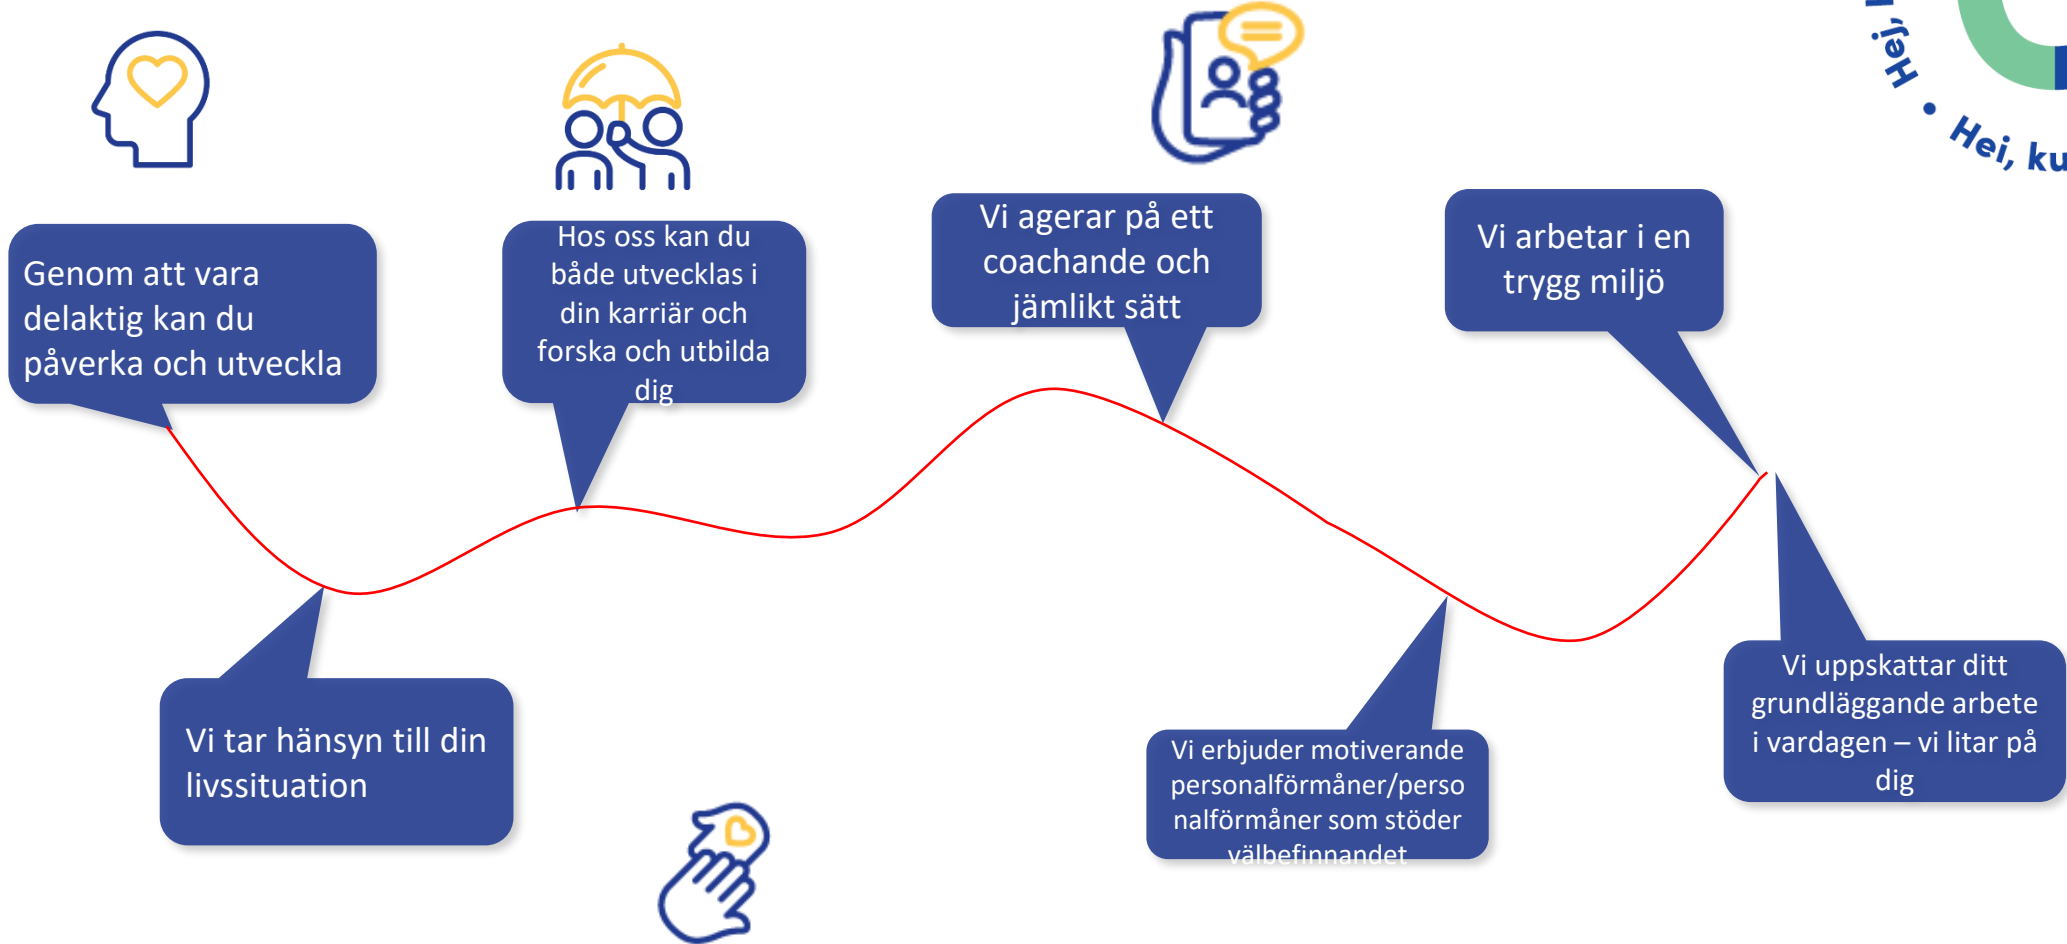 Hej,
Hei, ku
Genom att vara
delaktig kan du
påverka och utveckla
Hos oss kan du
både utvecklas i
din karriär och
forska och utbilda
dig
Vi agerar på ett
coachande och
jämlikt sätt
Vi arbetar i en
trygg miljö
Vi tar hänsyn till din
livssituation
Vi erbjuder motiverande
personalförmåner/perso
nalförmåner som stöder
välbefinnandet
Vi uppskattar ditt
grundläggande arbete
i vardagen – vi litar på
dig